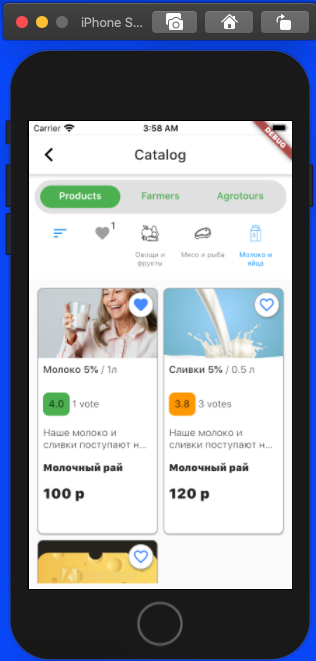 iPhone S...
Carrier 3:58 AM
DEBUG
Catalog
Products Farmers Agrotours
1
Овощи и
фрукты
Мясо и рыба
Молоко и
яйца
Молоко 5% / 1л
4.0 1 vote
Наше молоко и
сливки поступают н...
Молочный рай
100 р
Сливки 5% / 0.5 л
3.8 3 votes
Наше молоко и
сливки поступают н...
Молочный рай
120 р